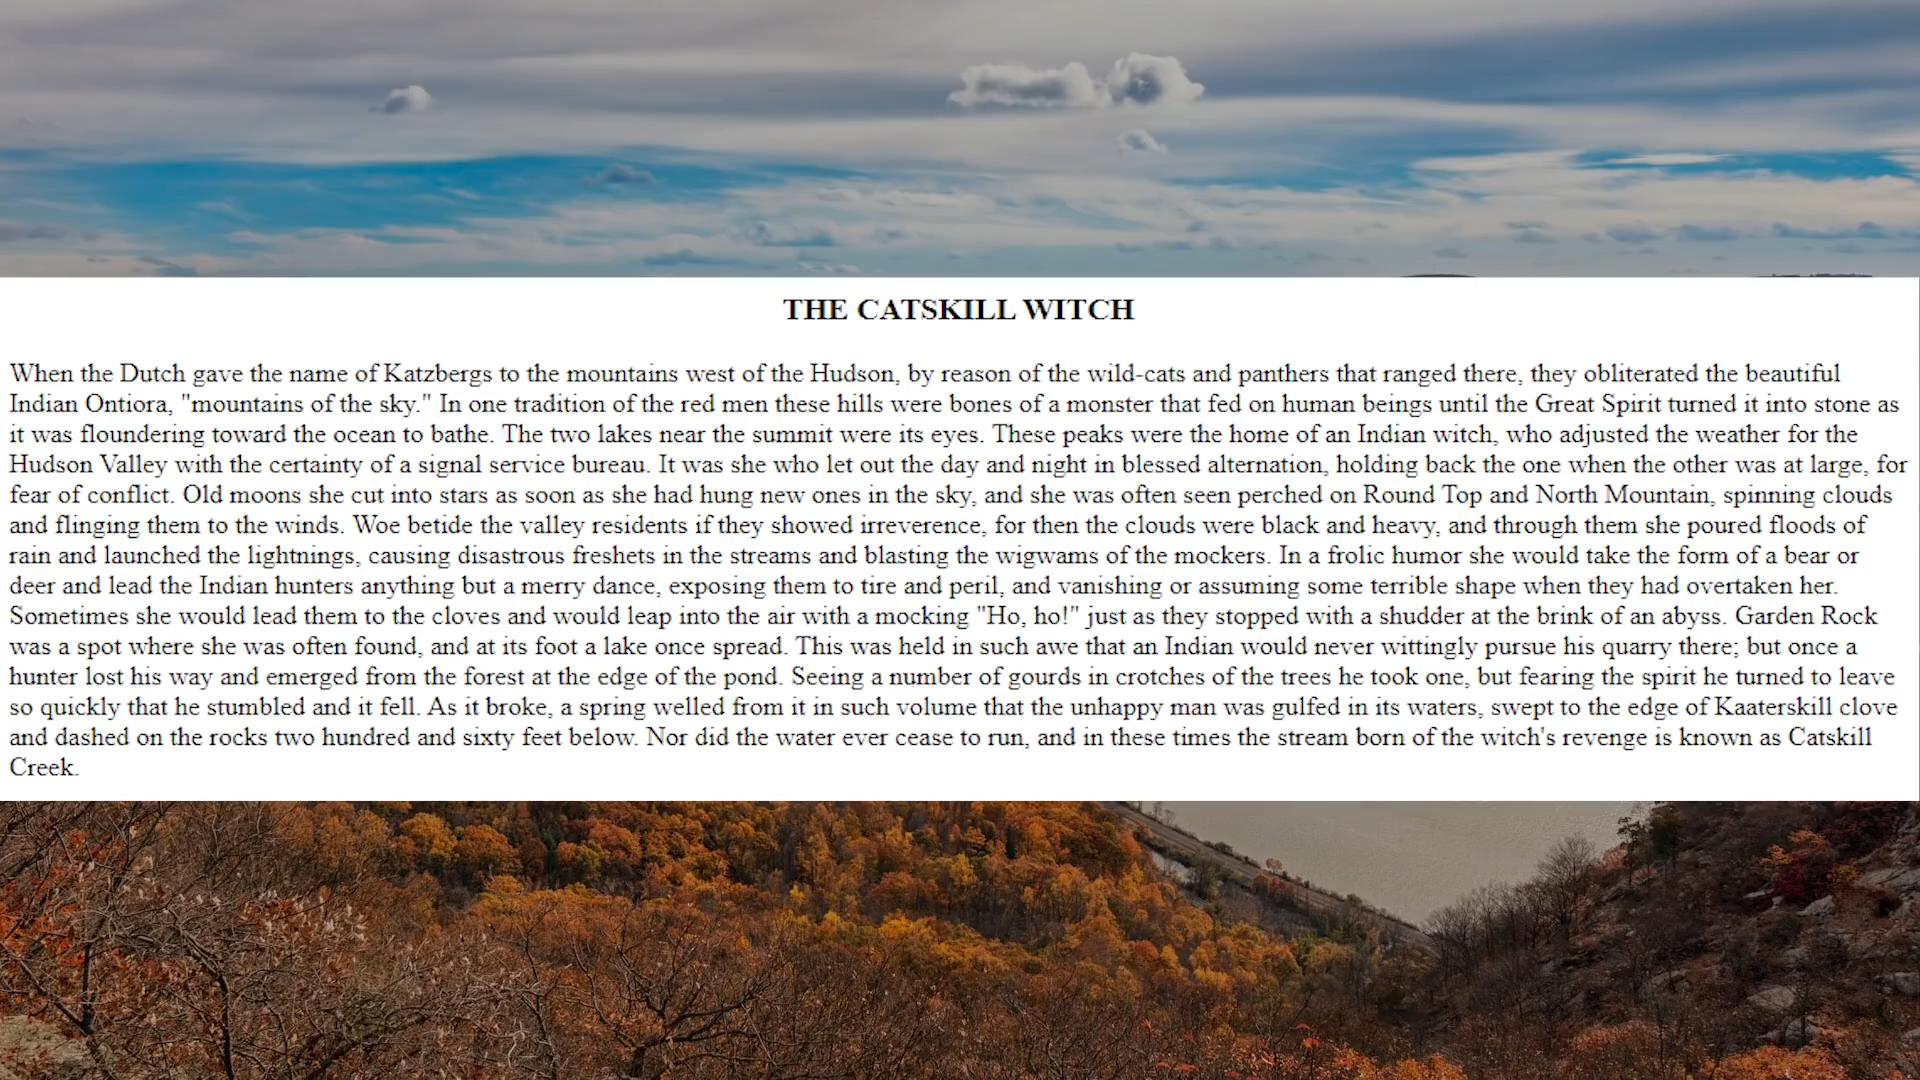 THE CATSKILL WITCH
When the Dutch gave the name of Katzbergs to the mountains west of the Hudson, by reason of the wild-cats and panthers that ranged there, they obliterated the beautiful
Indian Ontiora, "mountains of the sky." In one tradition of the red men these hills were bones of a monster that fed on human beings until the Great Spirit turned it into stone as
it was floundering toward the ocean to bathe. The two lakes near the summit were its eyes. These peaks were the home of an Indian witch, who adjusted the weather for the
Hudson Valley with the certainty of a signal service bureau. It was she who let out the day and night in blessed alternation, holding back the one when the other was at large, for
fear of conflict. Old moons she cut into stars as soon as she had hung new ones in the sky, and she was often seen perched on Round Top and North Mountain, spinning clouds
and flinging them to the winds. Woe betide the valley residents if they showed irreverence, for then the clouds were black and heavy, and through them she poured floods of
rain and launched the lightnings, causing disastrous freshets in the streams and blasting the wigwams of the mockers. In a frolic humor she would take the form of a bear or
deer and lead the Indian hunters anything but a merry dance, exposing them to tire and peril, and vanishing or assuming some terrible shape when they had overtaken her.
Sometimes she would lead them to the cloves and would leap into the air with a mocking "Ho, ho!" just as they stopped with a shudder at the brink of an abyss. Garden Rock
was a spot where she was often found, and at its foot a lake once spread. This was held in such awe that an Indian would never wittingly pursue his quarry there; but once a
hunter lost his way and emerged from the forest at the edge of the pond. Seeing a number of gourds in crotches of the trees he took one, but fearing the spirit he turned to leave
so quickly that he stumbled and it fell. As it broke, a spring welled from it in such volume that the unhappy man was gulfed in its waters, swept to the edge of Kaaterskill clove
and dashed on the rocks two hundred and sixty feet below. Nor did the water ever cease to run, and in these times the stream born of the witch's revenge is known as Catskill
Creek.